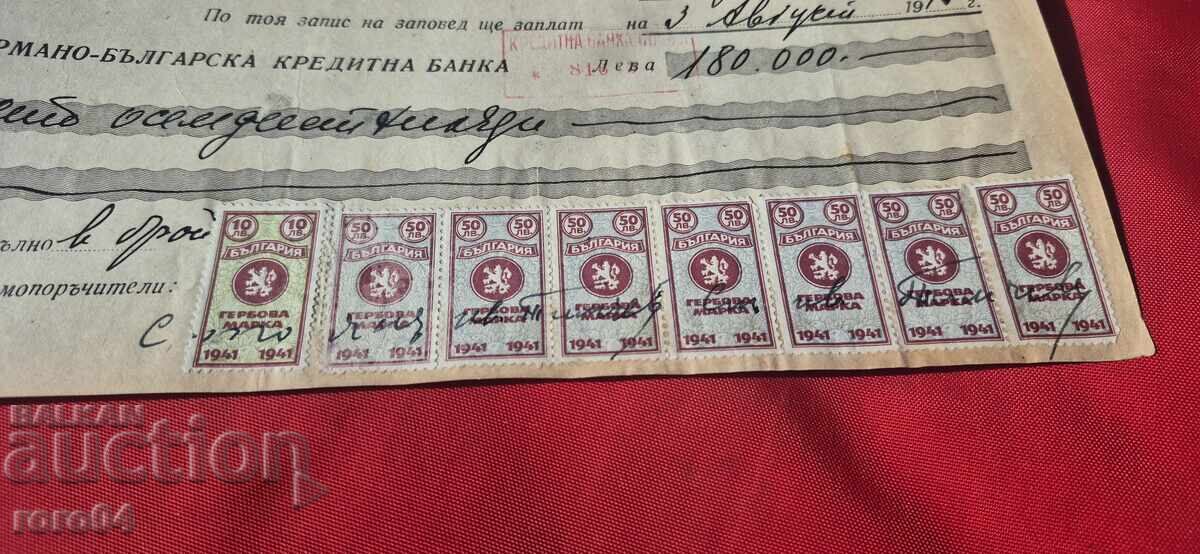 По тоя запис на заповед ще заплат на 3 Август 19 г.
РМАНО-БЪЛГАРСКА КРЕДИТНА БАНКА Лева 180.000.-
КРЕДИТНА БАНКА
осемдесет хиляди
ълно в брой
мопоръчители:
10 ЛВ. 10 ЛВ. БЪЛГАРИЯ ГЕРБОВА МАРКА 1941 1941
50 ЛВ. 50 ЛВ. БЪЛГАРИЯ ГЕРБОВА МАРКА 1941 1941
50 ЛВ. 50 ЛВ. БЪЛГАРИЯ ГЕРБОВА МАРКА 1941 1941
50 ЛВ. 50 ЛВ. БЪЛГАРИЯ ГЕРБОВА МАРКА 1941 1941
50 ЛВ. 50 ЛВ. БЪЛГАРИЯ ГЕРБОВА МАРКА 1941 1941
50 ЛВ. 50 ЛВ. БЪЛГАРИЯ ГЕРБОВА МАРКА 1941 1941
50 ЛВ. 50 ЛВ. БЪЛГАРИЯ ГЕРБОВА МАРКА 1941 1941
50 ЛВ. 50 ЛВ. БЪЛГАРИЯ ГЕРБОВА МАРКА 1941 1941
BALKAN
auction
roro64